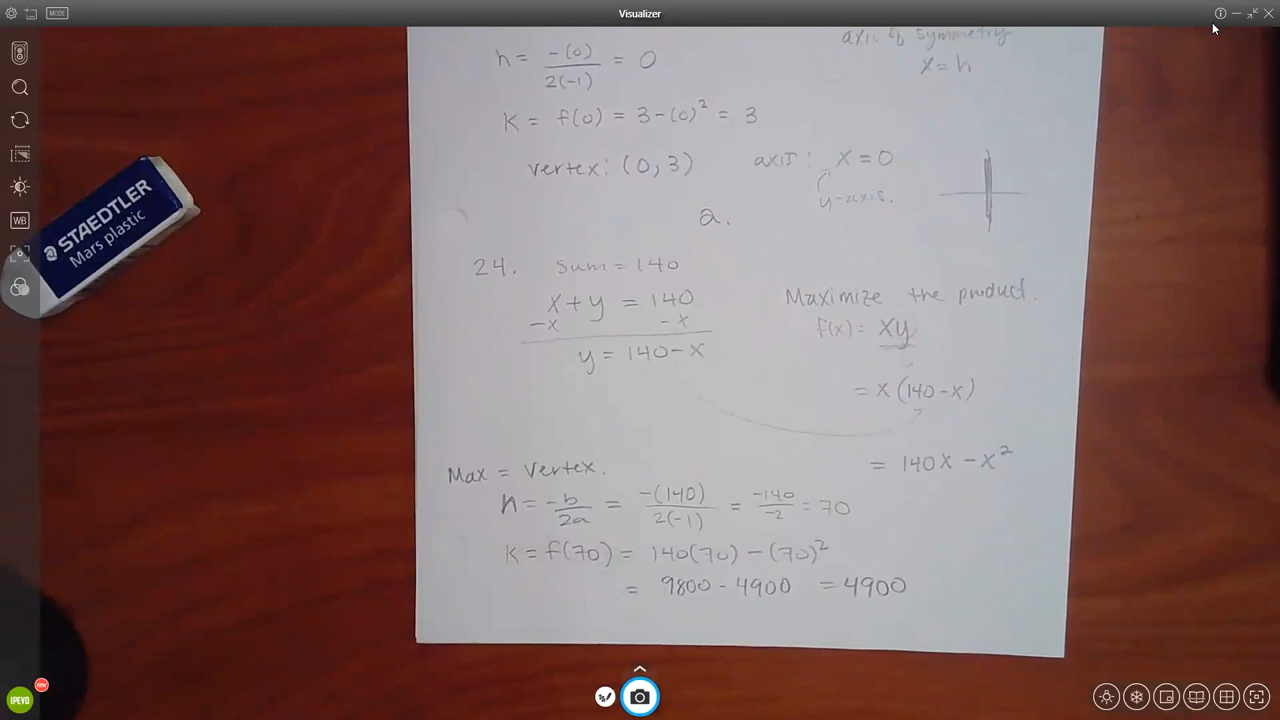 MODE
Visualizer
axis of symmetry
x = h
h = -(0)/2(-1) = 0
K = f(0) = 3-(0)² = 3
vertex: (0, 3)
axis: x = 0
y-axis.
a.
WB
STAEDTLER
Mars plastic
24. Sum = 140
x + y = 140
-x -x
y = 140 - x
Maximize the product.
f(x) = xy
= x(140-x)
= 140x - x²
Max = vertex.
h = -b/2a = -(140)/2(-1) = -140/-2 = 70
K = f(70) = 140(70) - (70)²
= 9800 - 4900 = 4900
IPEVO